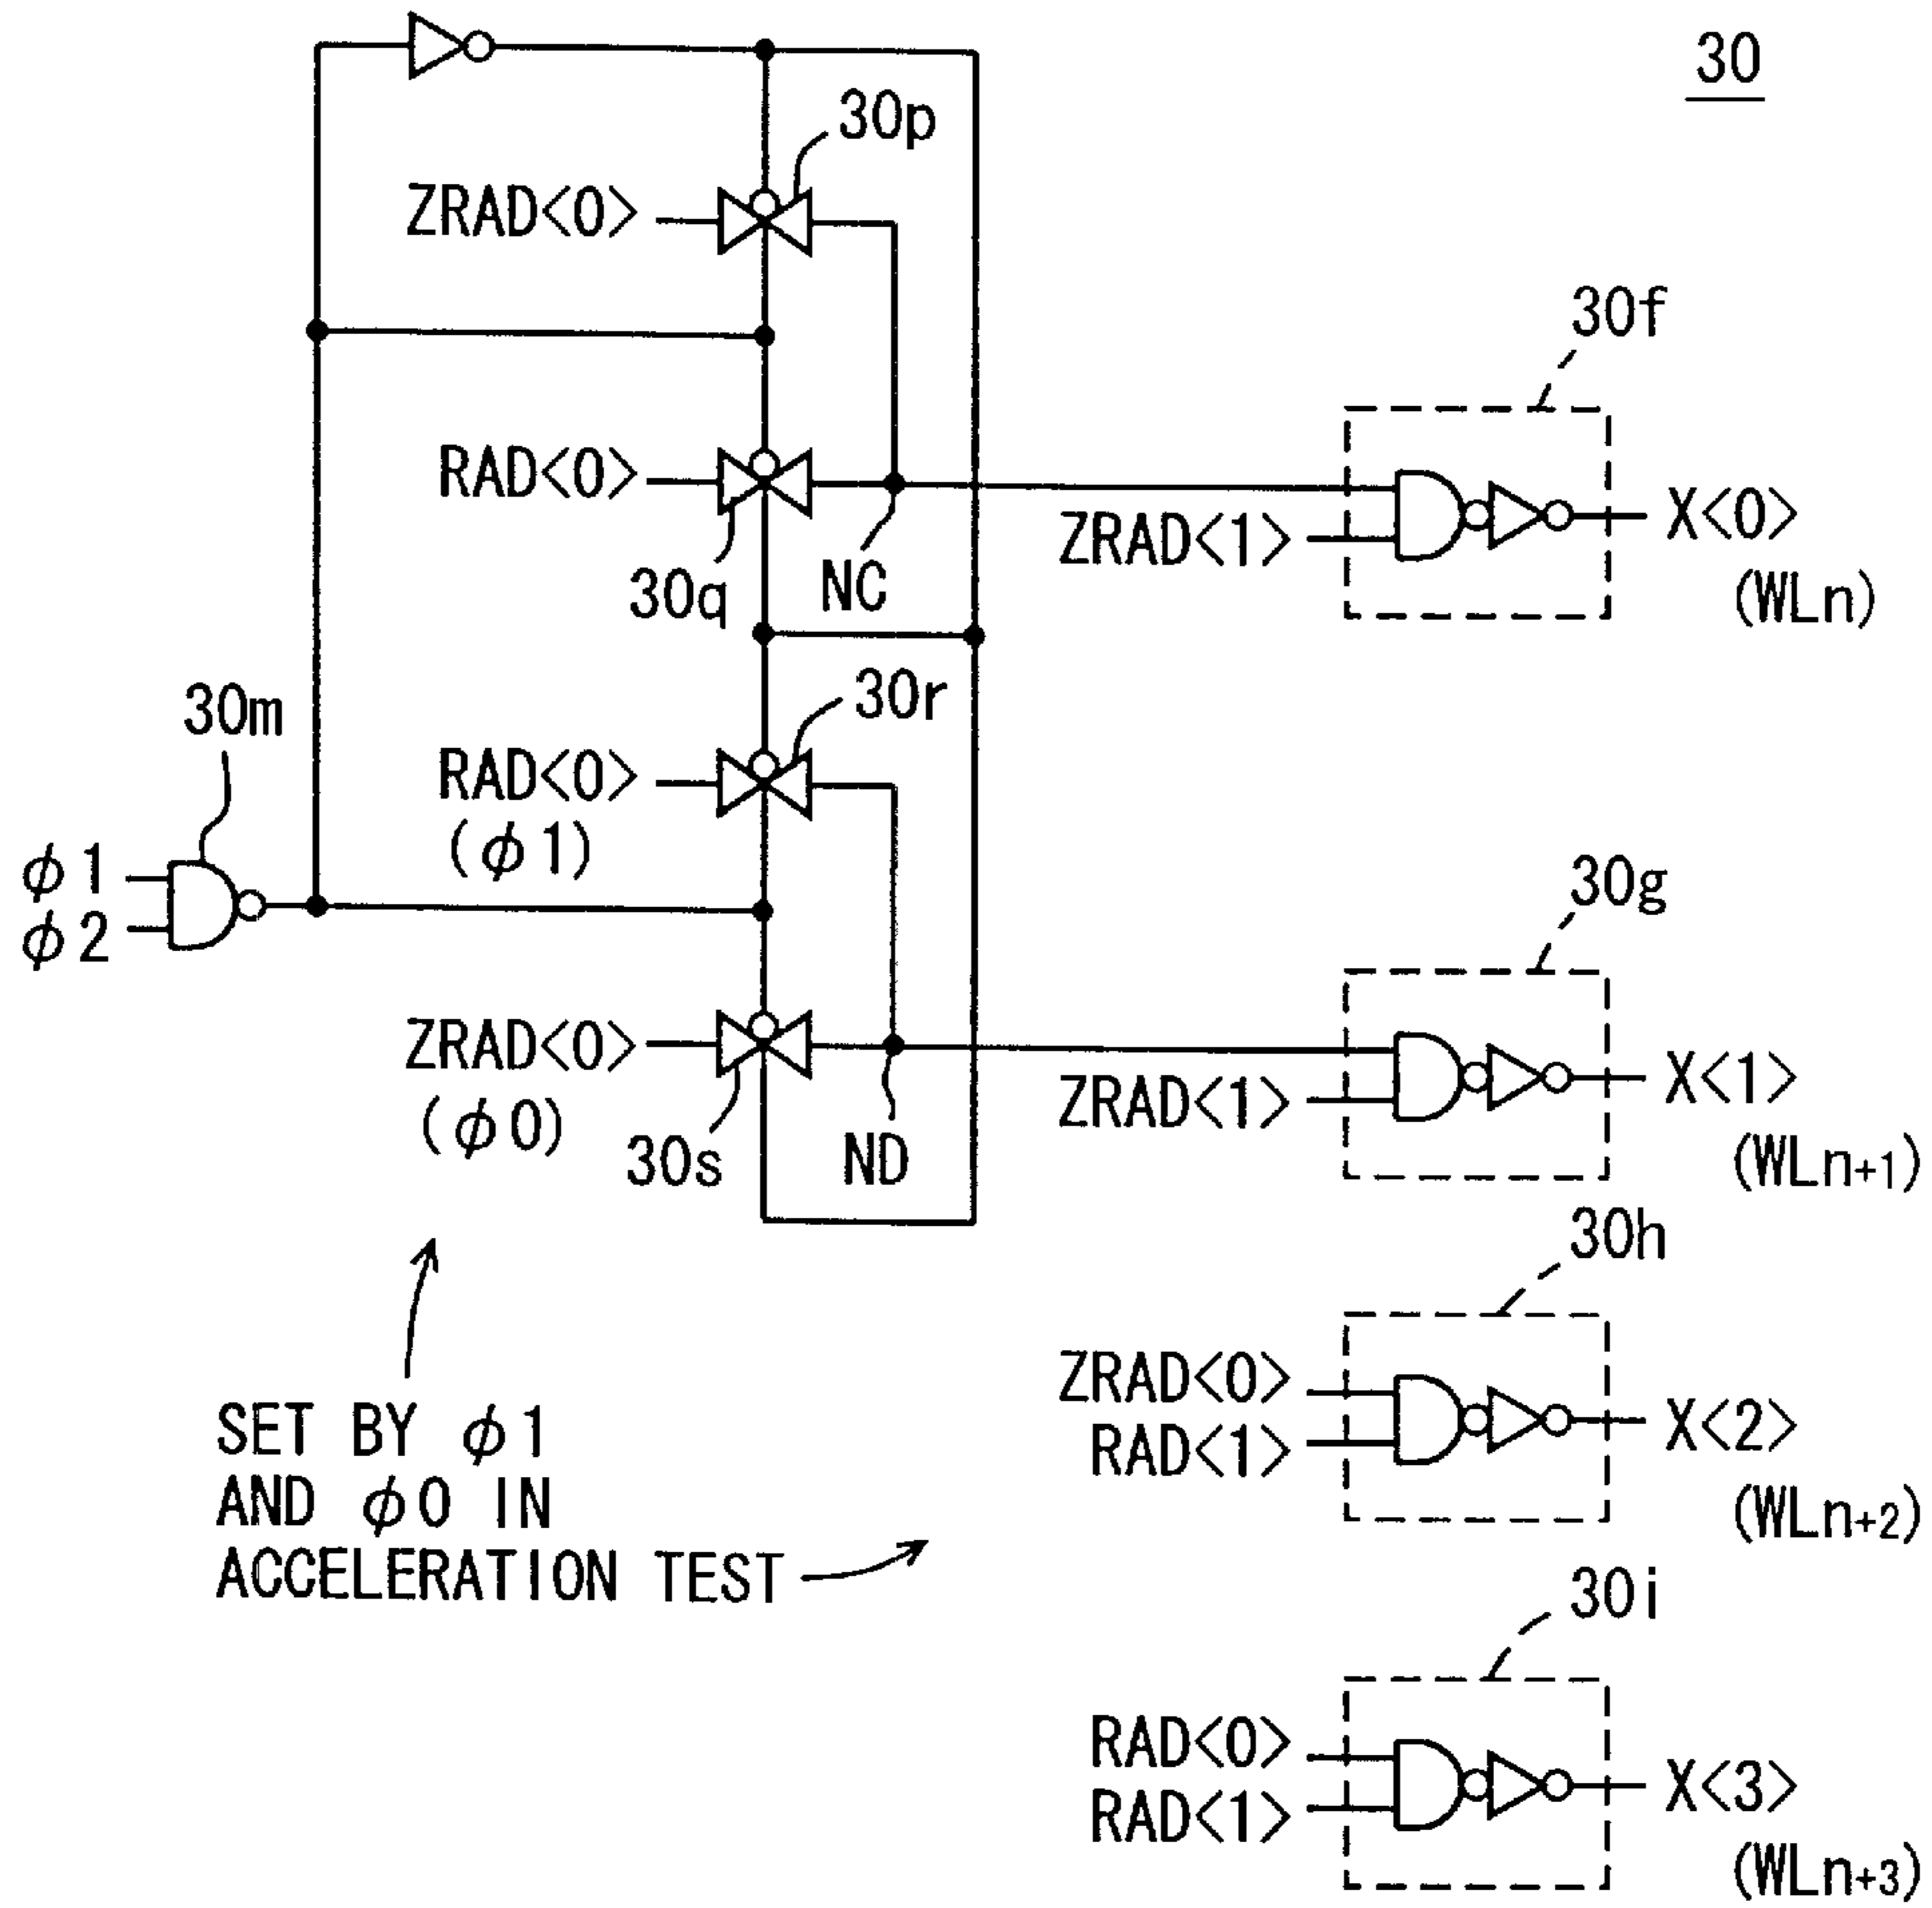 30
30p
ZRAD<0>
30f
RAD<0>
X<0>
ZRAD<1>
30q
NC
(WLn)
30r
30m
RAD<0>
(ϕ1)
ϕ1
30g
ϕ2
ZRAD<0>
X<1>
ZRAD<1>
(ϕ0)
30s
ND
(WLn+1)
30h
ZRAD<0>
SET BY ϕ1
X<2>
RAD<1>
AND ϕ0 IN
(WLn+2)
ACCELERATION TEST
30i
RAD<0>
X<3>
RAD<1>
(WLn+3)